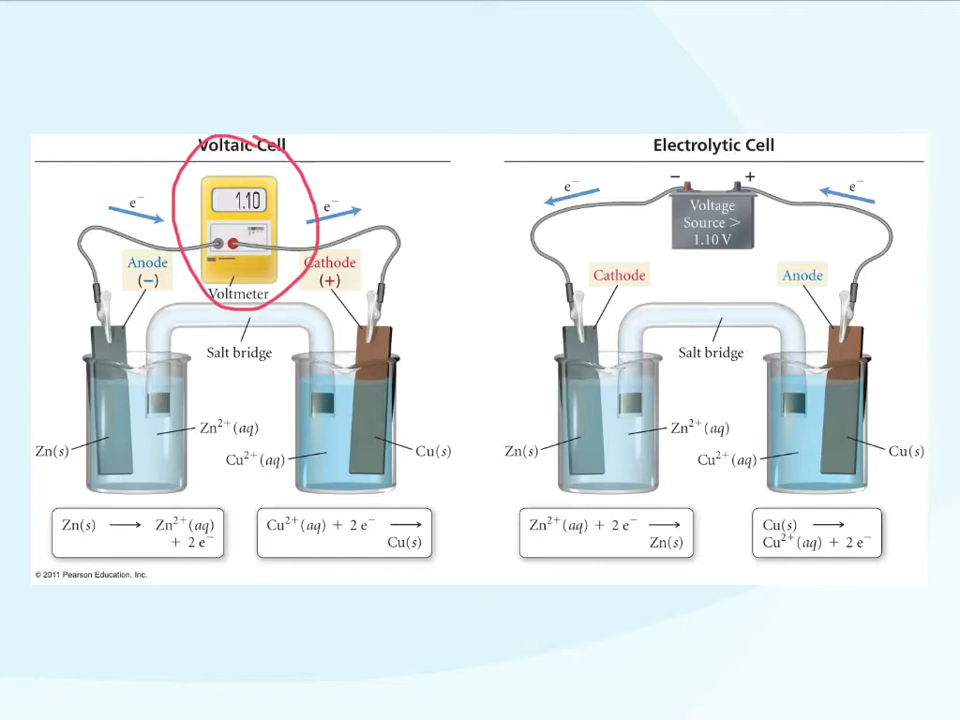 Voltaic Cell
1.10
e⁻
e⁻
Anode
(−)
Cathode
(+)
Voltmeter
Salt bridge
Zn²⁺(aq)
Cu²⁺(aq)
Zn(s)
Cu(s)
Zn(s) ⟶ Zn²⁺(aq)
+ 2 e⁻
Cu²⁺(aq) + 2 e⁻ ⟶
Cu(s)
Electrolytic Cell
− +
e⁻
e⁻
Voltage
Source >
1.10 V
Cathode
Anode
Salt bridge
Zn²⁺(aq)
Cu²⁺(aq)
Zn(s)
Cu(s)
Zn²⁺(aq) + 2 e⁻ ⟶
Zn(s)
Cu(s) ⟶
Cu²⁺(aq) + 2 e⁻
© 2011 Pearson Education, Inc.